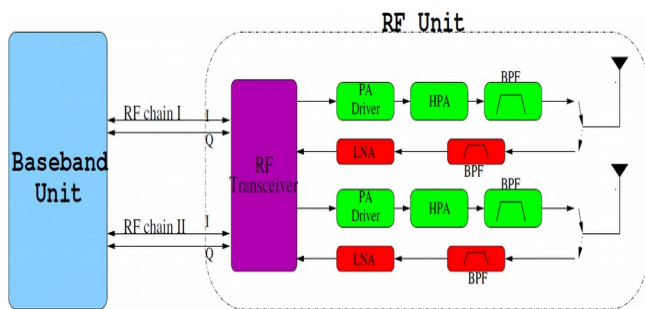 RF Unit
Baseband
Unit
RF chain I
I
Q
RF chain II
I
Q
RF
Transceiver
PA
Driver
HPA
BPF
LNA
BPF
PA
Driver
HPA
BPF
LNA
BPF